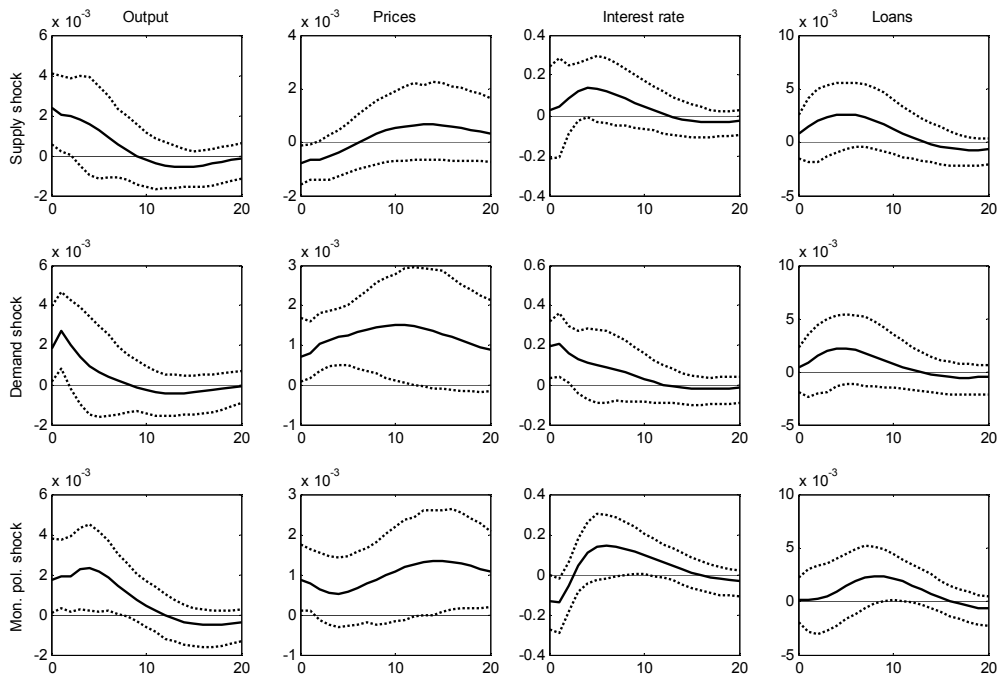 Output Prices Interest rate Loans
x 10^-3 x 10^-3 x 10^-3
Supply shock
6 4 2 0 -2
0 10 20
4 2 0 -2
0 10 20
0.4 0.2 0 -0.2 -0.4
0 10 20
10 5 0 -5
0 10 20
x 10^-3 x 10^-3 x 10^-3
Demand shock
6 4 2 0 -2
0 10 20
3 2 1 0 -1
0 10 20
0.6 0.4 0.2 0 -0.2
0 10 20
10 5 0 -5
0 10 20
x 10^-3 x 10^-3 x 10^-3
Mon. pol. shock
6 4 2 0 -2
0 10 20
3 2 1 0 -1
0 10 20
0.4 0.2 0 -0.2 -0.4
0 10 20
10 5 0 -5
0 10 20